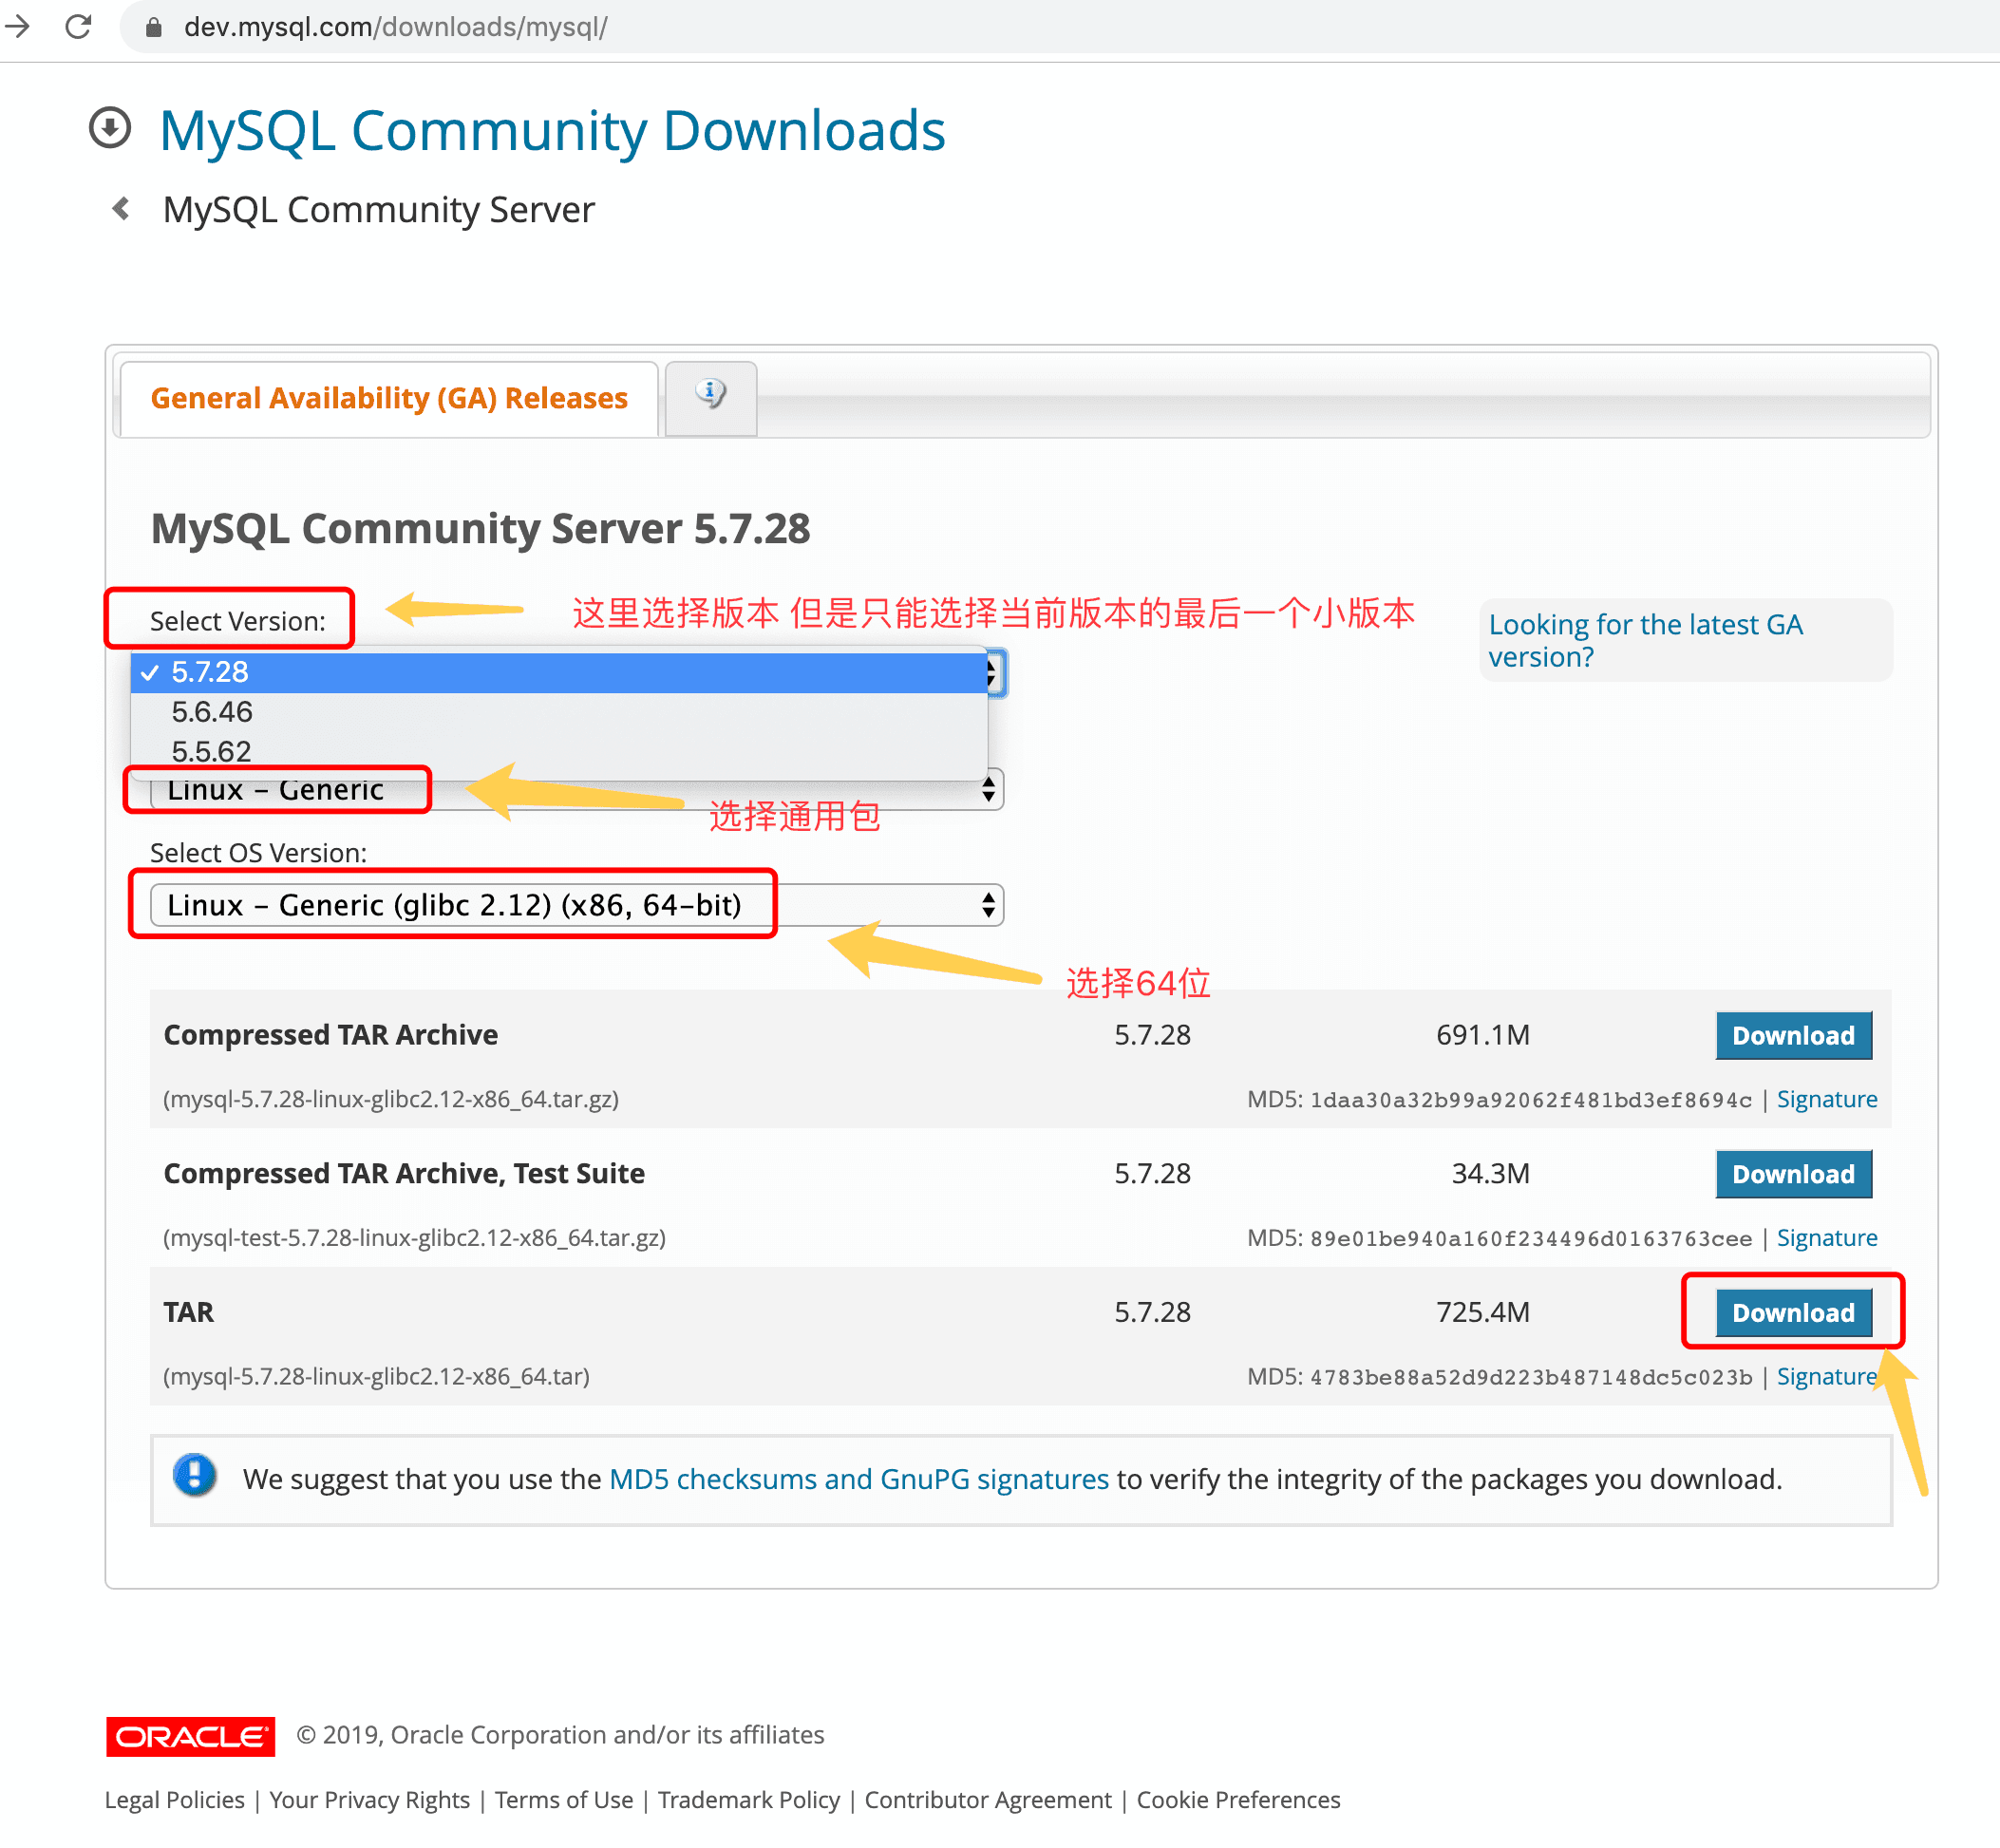 dev.mysql.com/downloads/mysql/
MySQL Community Downloads
MySQL Community Server
General Availability (GA) Releases
MySQL Community Server 5.7.28
Select Version:
这里选择版本 但是只能选择当前版本的最后一个小版本
Looking for the latest GA
version?
✓ 5.7.28
5.6.46
5.5.62
Linux – Generic
选择通用包
Select OS Version:
Linux – Generic (glibc 2.12) (x86, 64-bit)
选择64位
Compressed TAR Archive 5.7.28 691.1M Download
(mysql-5.7.28-linux-glibc2.12-x86_64.tar.gz) MD5: 1daa30a32b99a92062f481bd3ef8694c | Signature
Compressed TAR Archive, Test Suite 5.7.28 34.3M Download
(mysql-test-5.7.28-linux-glibc2.12-x86_64.tar.gz) MD5: 89e01be940a160f234496d0163763cee | Signature
TAR 5.7.28 725.4M Download
(mysql-5.7.28-linux-glibc2.12-x86_64.tar) MD5: 4783be88a52d9d223b487148dc5c023b | Signature
We suggest that you use the MD5 checksums and GnuPG signatures to verify the integrity of the packages you download.
ORACLE © 2019, Oracle Corporation and/or its affiliates
Legal Policies | Your Privacy Rights | Terms of Use | Trademark Policy | Contributor Agreement | Cookie Preferences